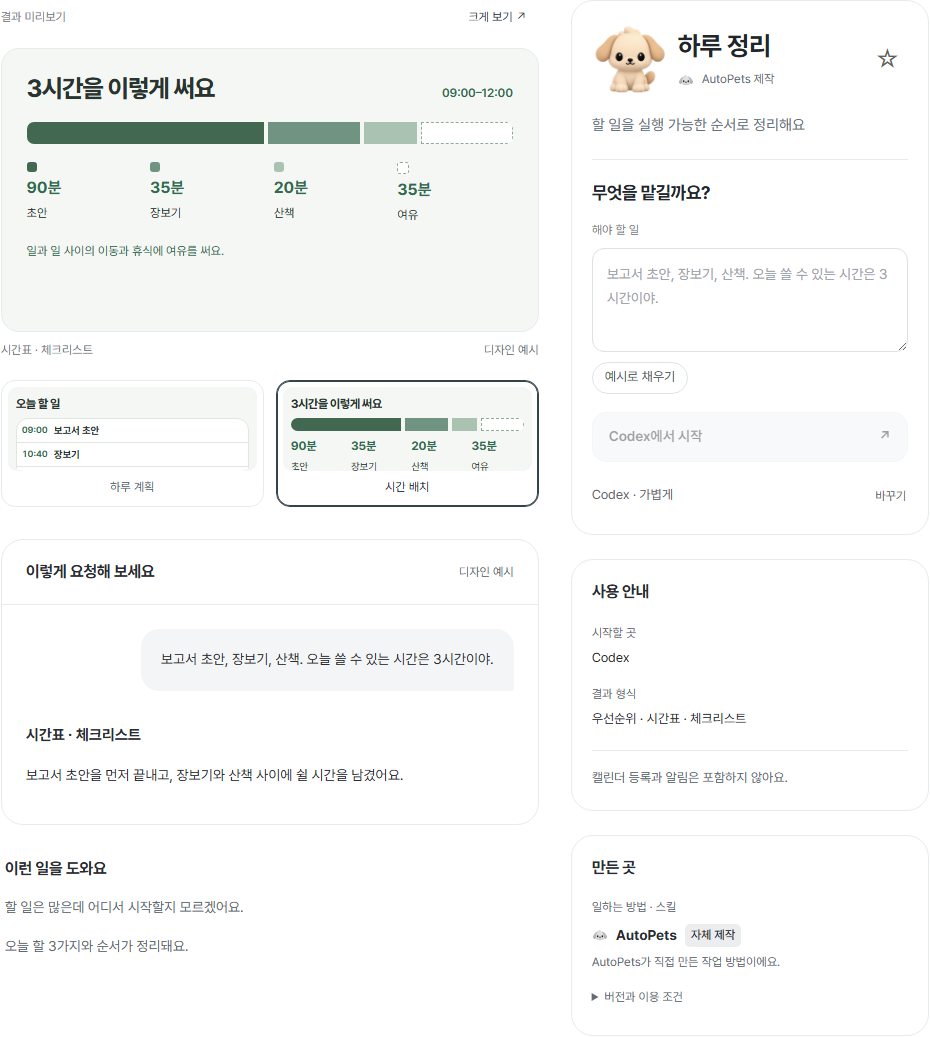 결과 미리보기
크게 보기 ↗
3시간을 이렇게 써요
09:00–12:00
90분
35분
20분
35분
초안
장보기
산책
여유
일과 일 사이의 이동과 휴식에 여유를 써요.
시간표 · 체크리스트
디자인 예시
오늘 할 일
09:00 보고서 초안
10:40 장보기
하루 계획
3시간을 이렇게 써요
90분
35분
20분
35분
초안
장보기
산책
여유
시간 배치
이렇게 요청해 보세요
디자인 예시
보고서 초안, 장보기, 산책. 오늘 쓸 수 있는 시간은 3시간이야.
시간표 · 체크리스트
보고서 초안을 먼저 끝내고, 장보기와 산책 사이에 쉴 시간을 남겼어요.
이런 일을 도와요
할 일은 많은데 어디서 시작할지 모르겠어요.
오늘 할 3가지와 순서가 정리돼요.
하루 정리
AutoPets 제작
할 일을 실행 가능한 순서로 정리해요
무엇을 맡길까요?
해야 할 일
보고서 초안, 장보기, 산책. 오늘 쓸 수 있는 시간은 3
시간이야.
예시로 채우기
Codex에서 시작 ↗
Codex · 가볍게
바꾸기
사용 안내
시작할 곳
Codex
결과 형식
우선순위 · 시간표 · 체크리스트
캘린더 등록과 알림은 포함하지 않아요.
만든 곳
일하는 방법 · 스킬
AutoPets 자체 제작
AutoPets가 직접 만든 작업 방법이에요.
▶ 버전과 이용 조건